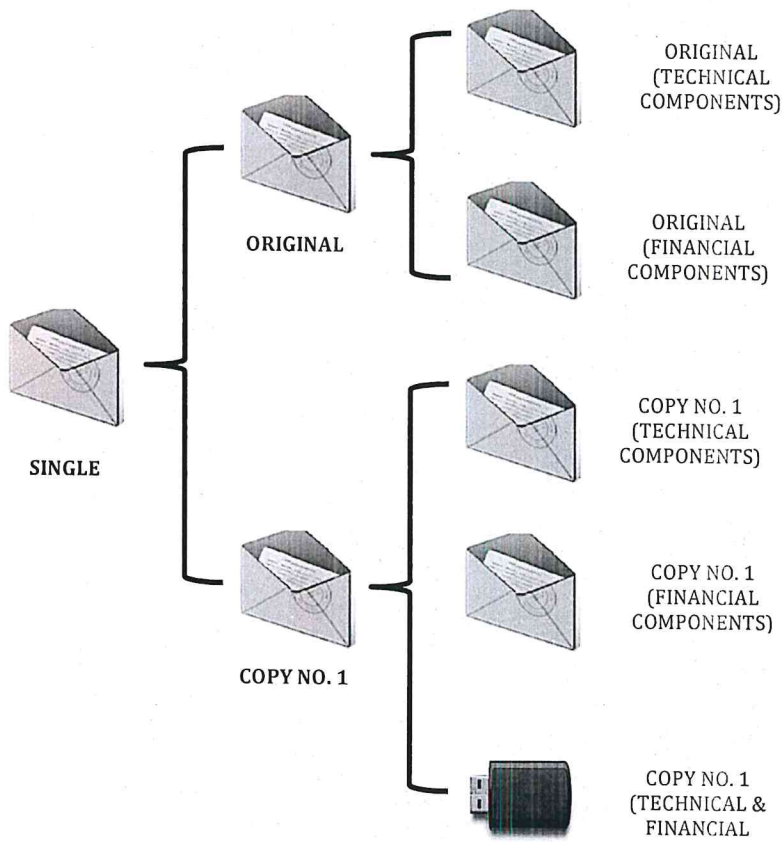 ORIGINAL
(TECHNICAL
COMPONENTS)
ORIGINAL
(FINANCIAL
COMPONENTS)
ORIGINAL
SINGLE
COPY NO. 1
(TECHNICAL
COMPONENTS)
COPY NO. 1
(FINANCIAL
COMPONENTS)
COPY NO. 1
COPY NO. 1
(TECHNICAL &
FINANCIAL